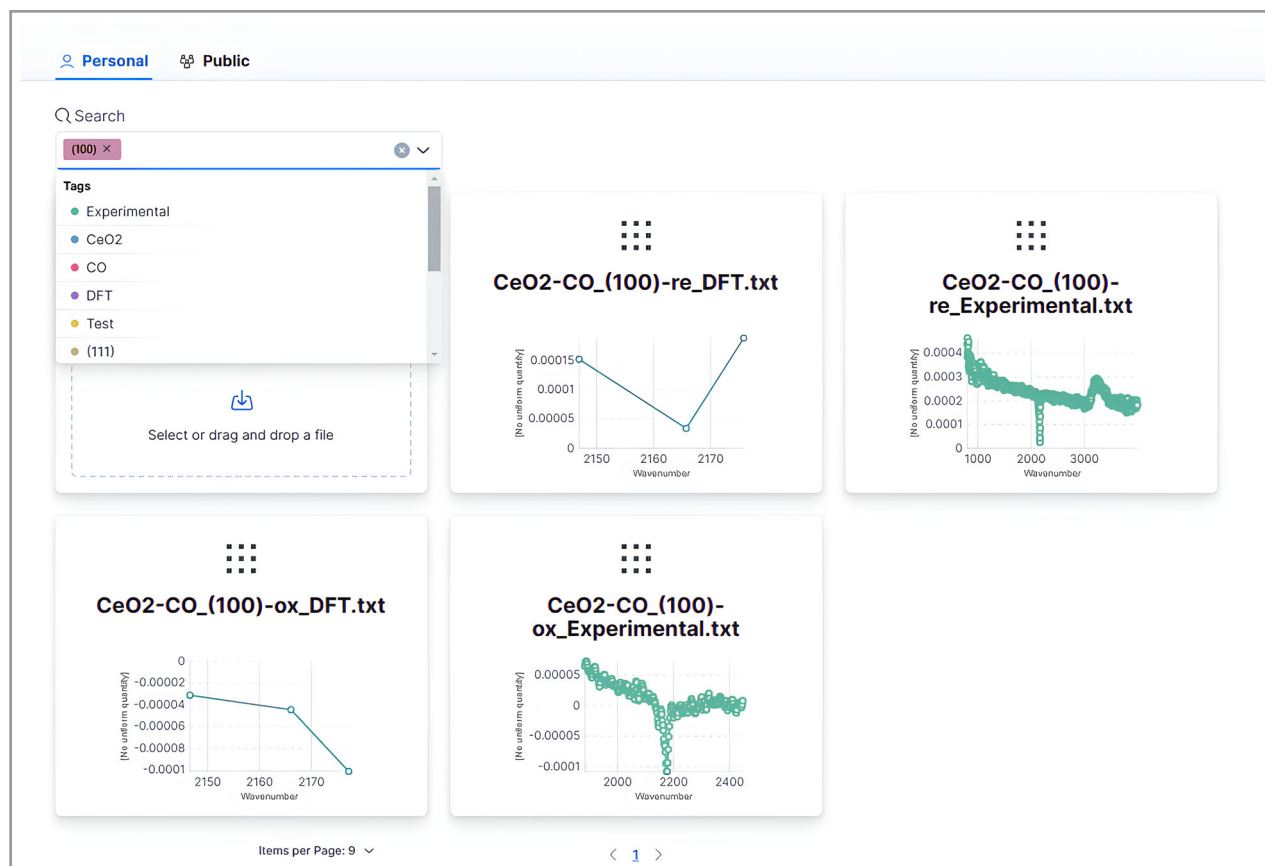 Personal
Public
Search
(100) ×
Tags
Experimental
CeO2
CO
DFT
Test
(111)
Select or drag and drop a file
CeO2-CO_(100)-re_DFT.txt
[No uniform quantity]
0.00015
0.0001
0.00005
0
2150 2160 2170
Wavenumber
CeO2-CO_(100)-
re_Experimental.txt
[No uniform quantity]
0.0004
0.0003
0.0002
0.0001
0
1000 2000 3000
Wavenumber
CeO2-CO_(100)-ox_DFT.txt
[No uniform quantity]
0
-0.00002
-0.00004
-0.00006
-0.00008
-0.0001
2150 2160 2170
Wavenumber
CeO2-CO_(100)-
ox_Experimental.txt
[No uniform quantity]
0.00005
0
-0.00005
-0.0001
2000 2200 2400
Wavenumber
Items per Page: 9
1